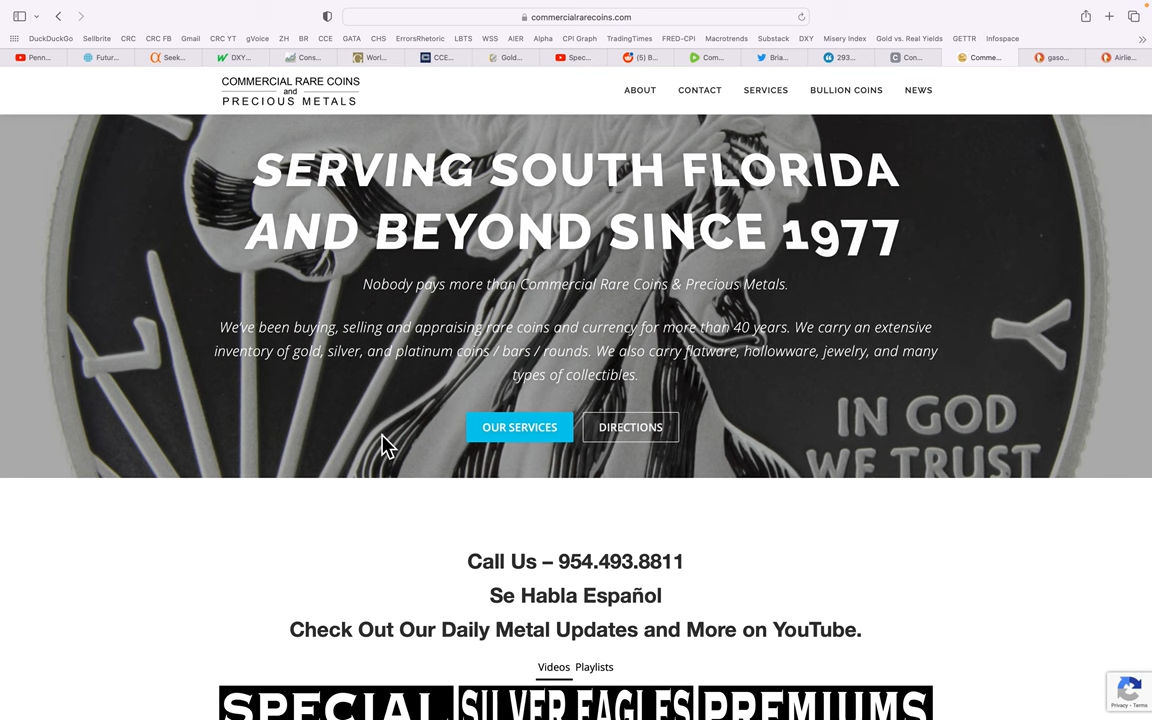 commercialrarecoins.com
DuckDuckGo Sellbrite CRC CRC FB Gmail CRC YT gVoice ZH BR CCE GATA CHS ErrorsRhetoric LBTS WSS AIER Alpha CPI Graph TradingTimes FRED-CPI Macrotrends Substack DXY Misery Index Gold vs. Real Yields GETTR Infospace
Penn... Futur... Seek... DXY... Cons... Worl... CCE... Gold... Spec... (5) B... Com... Bria... 293... Con... Comme... gaso... Airlie...
COMMERCIAL RARE COINS
and
PRECIOUS METALS
ABOUT CONTACT SERVICES BULLION COINS NEWS
SERVING SOUTH FLORIDA
AND BEYOND SINCE 1977
Nobody pays more than Commercial Rare Coins & Precious Metals.
We've been buying, selling and appraising rare coins and currency for more than 40 years. We carry an extensive
inventory of gold, silver, and platinum coins / bars / rounds. We also carry flatware, hollowware, jewelry, and many
types of collectibles.
OUR SERVICES DIRECTIONS
L Y
IN GOD
WE TRUST
Call Us – 954.493.8811
Se Habla Español
Check Out Our Daily Metal Updates and More on YouTube.
Videos Playlists
SPECIAL SILVER EAGLES PREMIUMS
Privacy - Terms